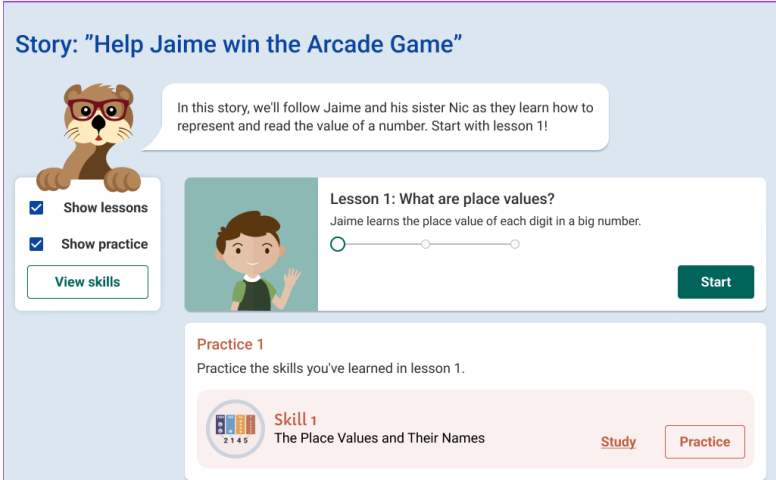 Story: ”Help Jaime win the Arcade Game”
In this story, we'll follow Jaime and his sister Nic as they learn how to
represent and read the value of a number. Start with lesson 1!
Show lessons
Show practice
View skills
Lesson 1: What are place values?
Jaime learns the place value of each digit in a big number.
Start
Practice 1
Practice the skills you've learned in lesson 1.
2 1 4 5
Skill 1
The Place Values and Their Names
Study
Practice